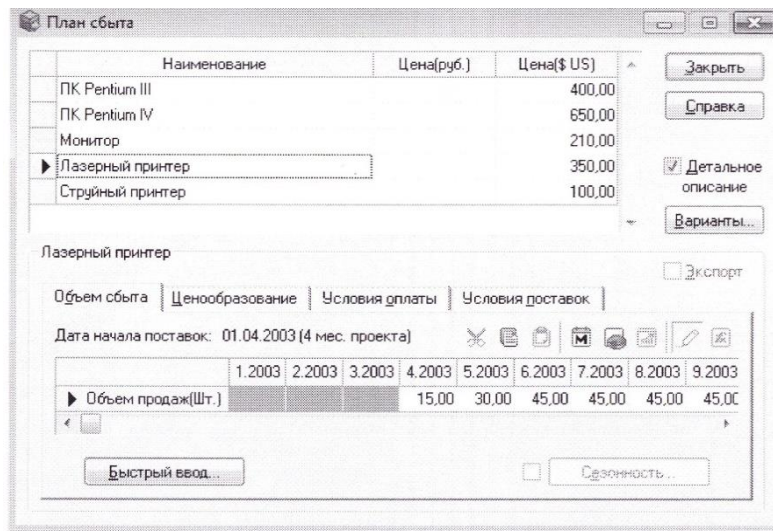 План сбыта
Наименование Цена(руб.) Цена($ US)
ПК Pentium III 400,00
ПК Pentium IV 650,00
Монитор 210,00
Лазерный принтер 350,00
Струйный принтер 100,00
Закрыть
Справка
Детальное
описание
Варианты...
Лазерный принтер
Экспорт
Объем сбыта Ценообразование Условия оплаты Условия поставок
Дата начала поставок: 01.04.2003 (4 мес. проекта)
1.2003 2.2003 3.2003 4.2003 5.2003 6.2003 7.2003 8.2003 9.2003
Объем продаж(Шт.) 15,00 30,00 45,00 45,00 45,00 45,00
Быстрый ввод... Сезонность...